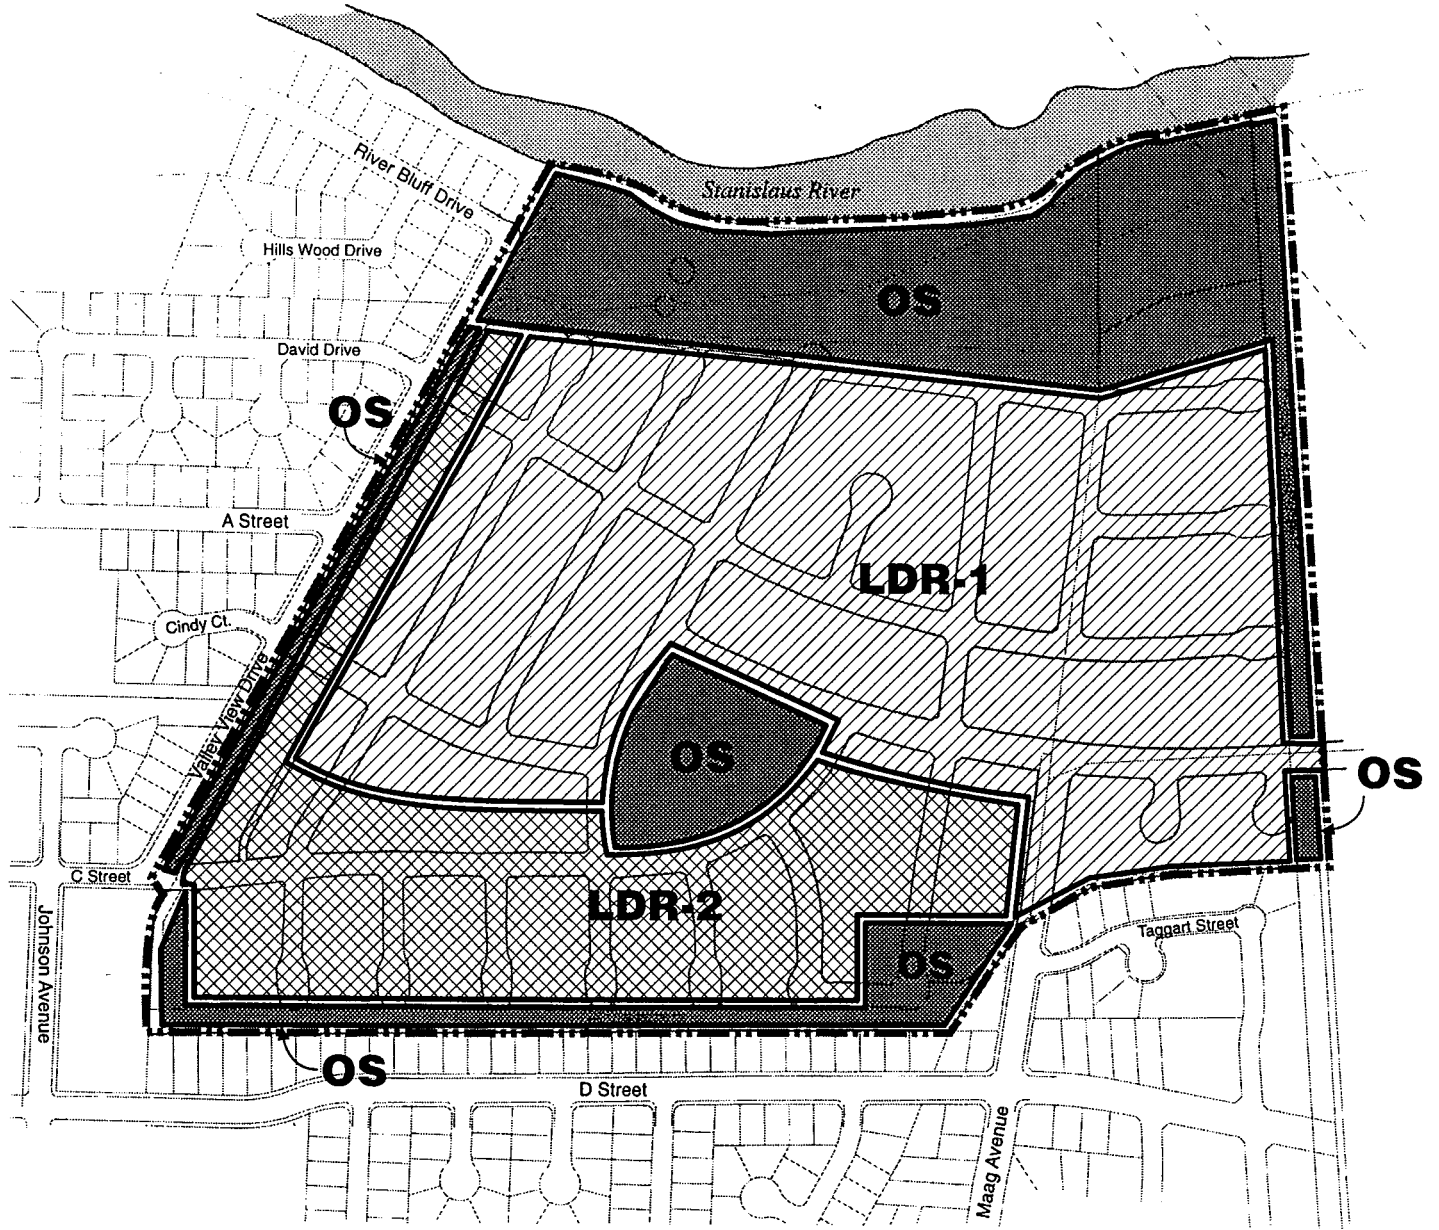 Stanislaus River
River Bluff Drive
Hills Wood Drive
OS
David Drive
OS
A Street
LDR-1
Cindy Ct.
Valley View Drive
OS
OS
C Street
LDR-2
Johnson Avenue
Taggart Street
OS
OS
D Street
Maag Avenue